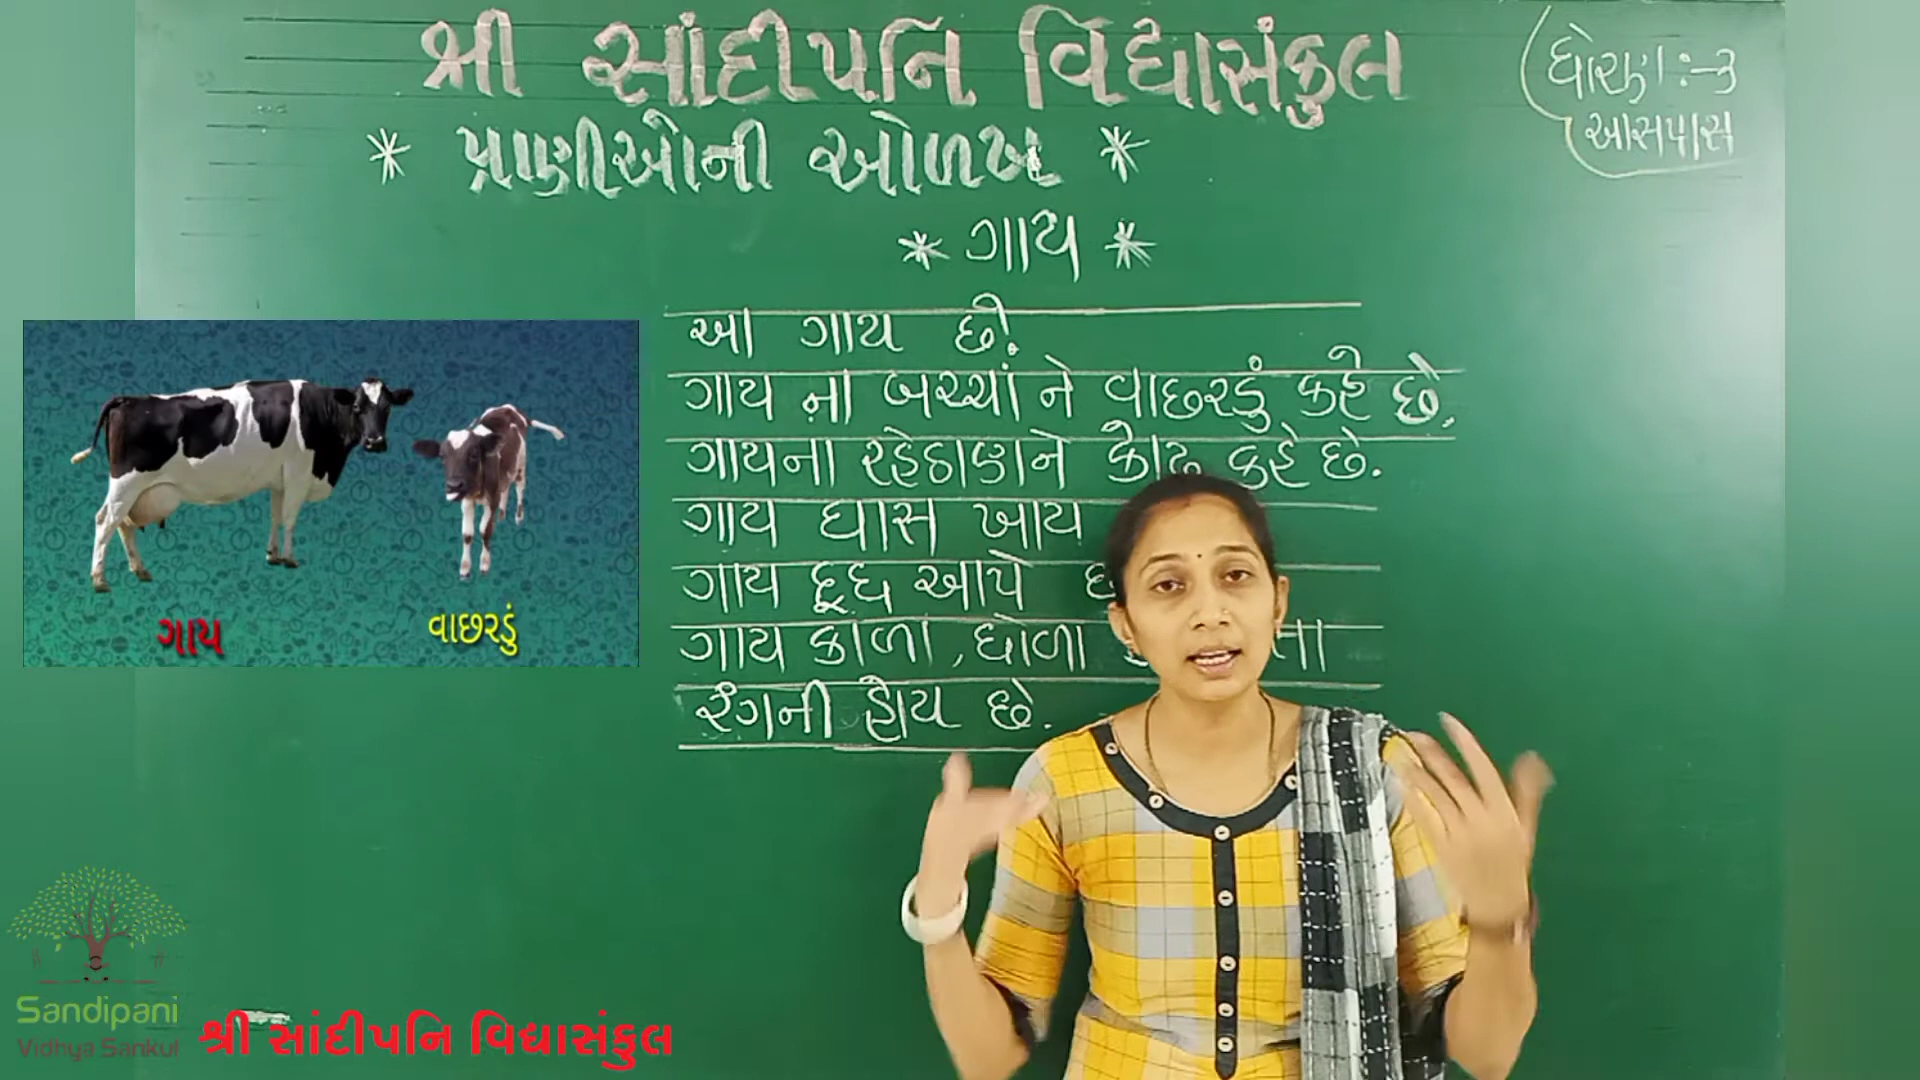 શ્રી સાંદીપનિ વિદ્યાસંકુલ
ધોરણ :- ૩
આસપાસ
* પ્રાણીઓની ઓળખ *
* ગાય *
આ ગાય છે.
ગાય ના બચ્ચાં ને વાછરડું કહે છે.
ગાયના રહેઠાણને કોઢ કહે છે.
ગાય ઘાસ ખાય
ગાય દૂધ આપે
ગાય કાળા , ધોળા
રંગની હોય છે.
ગાય
વાછરડું
Sandipani
Vidhya Sankul
શ્રી સાંદીપનિ વિદ્યાસંકુલ